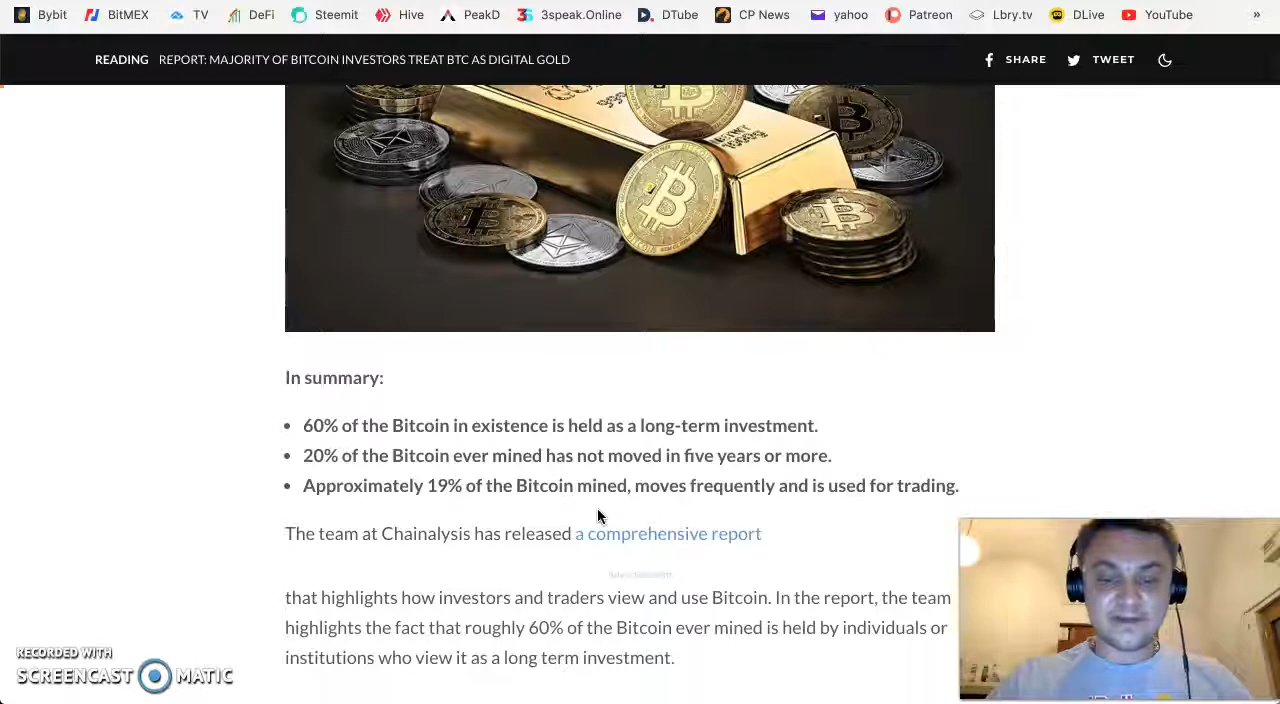 Bybit BitMEX TV DeFi Steemit Hive PeakD 3speak.Online DTube CP News yahoo Patreon Lbry.tv DLive YouTube »
READING REPORT: MAJORITY OF BITCOIN INVESTORS TREAT BTC AS DIGITAL GOLD SHARE TWEET
In summary:
• 60% of the Bitcoin in existence is held as a long-term investment.
• 20% of the Bitcoin ever mined has not moved in five years or more.
• Approximately 19% of the Bitcoin mined, moves frequently and is used for trading.
The team at Chainalysis has released a comprehensive report
that highlights how investors and traders view and use Bitcoin. In the report, the team
highlights the fact that roughly 60% of the Bitcoin ever mined is held by individuals or
institutions who view it as a long term investment.
RECORDED WITH
SCREENCAST MATIC